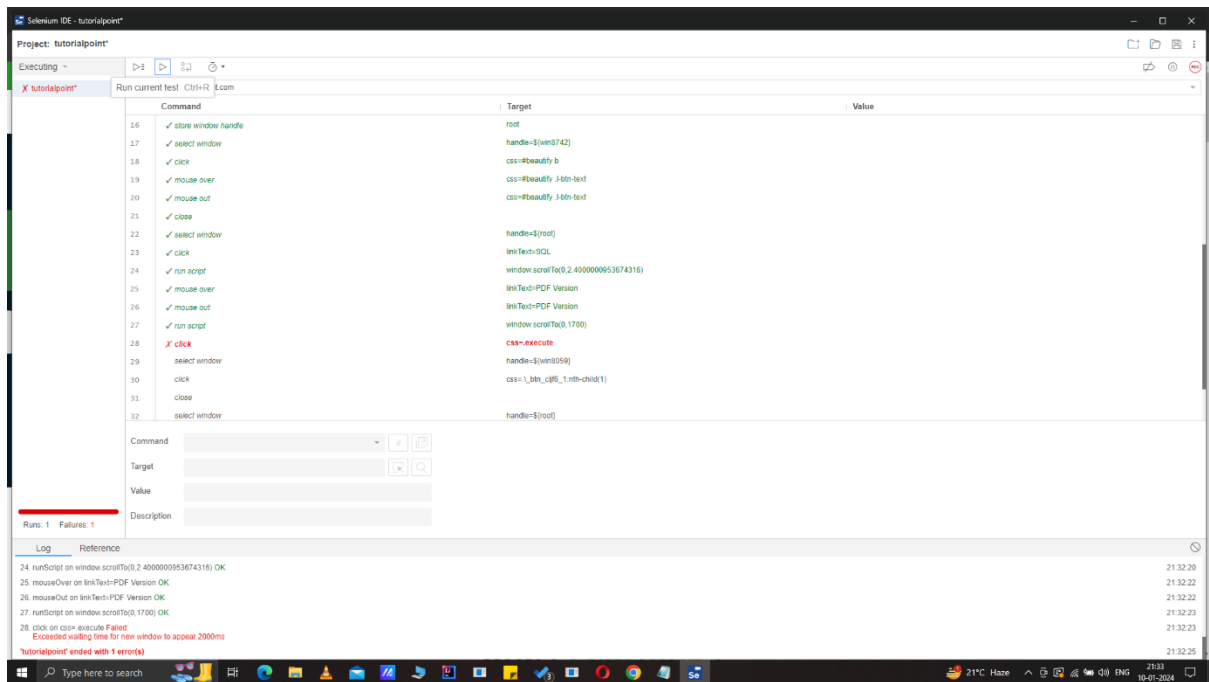 Selenium IDE - tutorialpoint*
Project: tutorialpoint*
Executing
✗ tutorialpoint*
Run current test Ctrl+R
t.com
Command Target Value
16 ✓ store window handle root
17 ✓ select window handle=${win8742}
18 ✓ click css=#beautify b
19 ✓ mouse over css=#beautify .l-btn-text
20 ✓ mouse out css=#beautify .l-btn-text
21 ✓ close
22 ✓ select window handle=${root}
23 ✓ click linkText=SQL
24 ✓ run script window.scrollTo(0,2.4000000953674316)
25 ✓ mouse over linkText=PDF Version
26 ✓ mouse out linkText=PDF Version
27 ✓ run script window.scrollTo(0,1700)
28 ✗ click css=.execute
29 select window handle=${win8059}
30 click css=.\_btn_cljf6_1:nth-child(1)
31 close
32 select window handle=${root}
Command
//
Target
Value
Description
Runs: 1 Failures: 1
Log Reference
24. runScript on window.scrollTo(0,2.4000000953674316) OK 21:32:20
25. mouseOver on linkText=PDF Version OK 21:32:22
26. mouseOut on linkText=PDF Version OK 21:32:22
27. runScript on window.scrollTo(0,1700) OK 21:32:23
28. click on css=.execute Failed: 21:32:23
Exceeded waiting time for new window to appear 2000ms
'tutorialpoint' ended with 1 error(s) 21:32:25
Type here to search
21°C Haze
ENG
21:33
10-01-2024